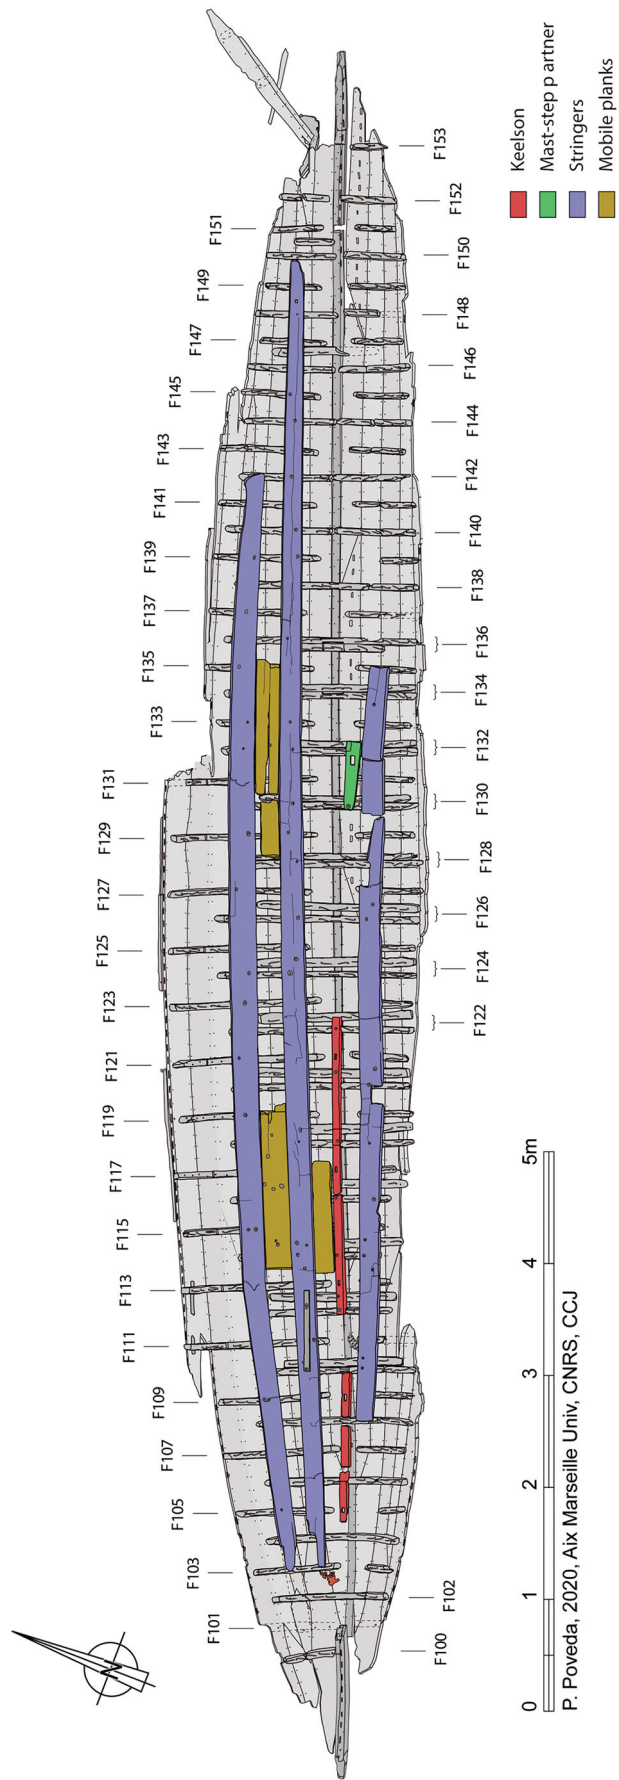 N
F101
F103
F105
F107
F109
F111
F113
F115
F117
F119
F121
F123
F125
F127
F129
F131
F133
F135
F137
F139
F141
F143
F145
F147
F149
F151
F100
F102
F122
F124
F126
F128
F130
F132
F134
F136
F138
F140
F142
F144
F146
F148
F150
F152
F153
0 1 2 3 4 5m
P. Poveda, 2020, Aix Marseille Univ, CNRS, CCJ
Keelson
Mast-step p artner
Stringers
Mobile planks